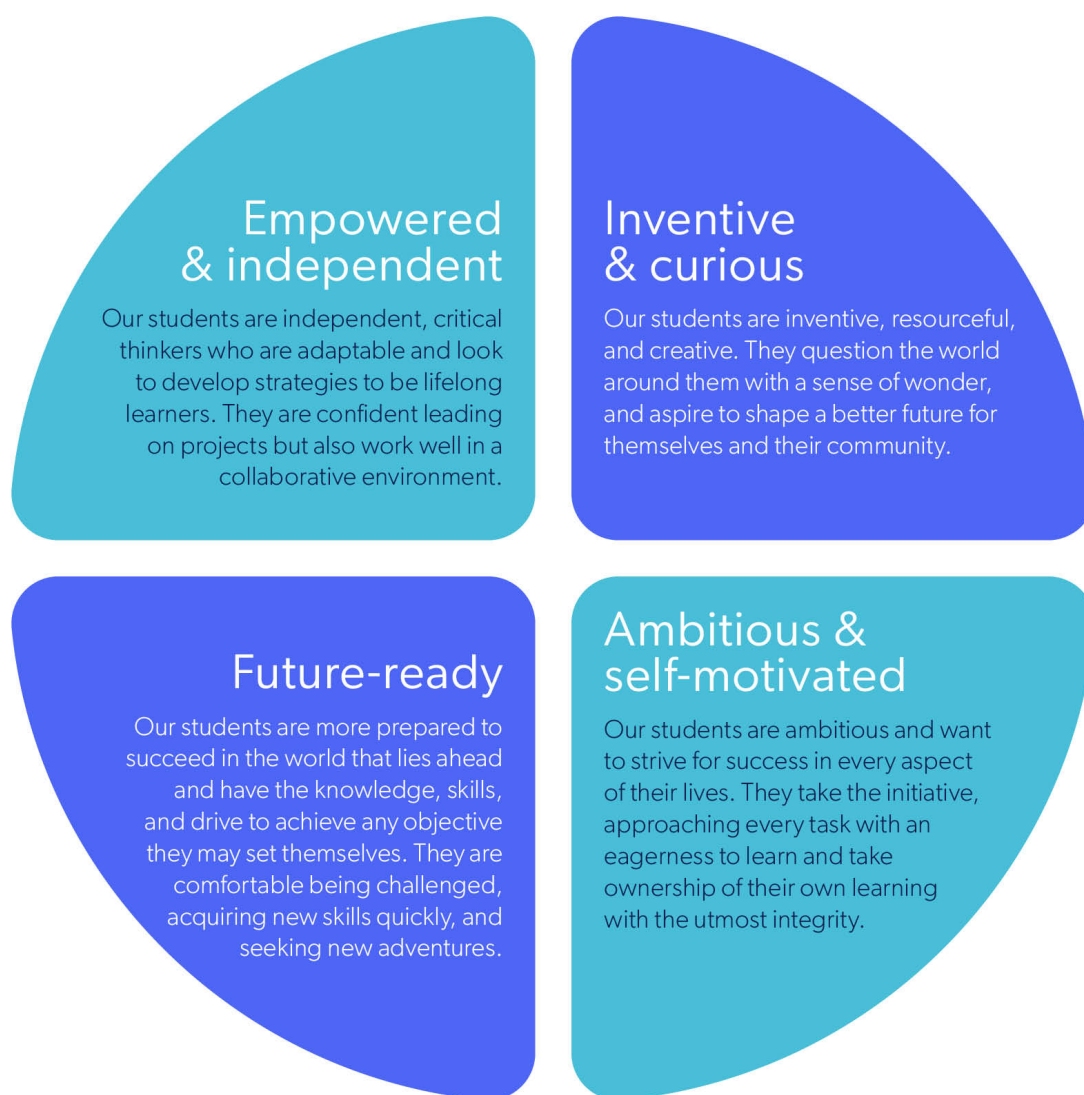 Empowered
& independent
Our students are independent, critical
thinkers who are adaptable and look
to develop strategies to be lifelong
learners. They are confident leading
on projects but also work well in a
collaborative environment.
Inventive
& curious
Our students are inventive, resourceful,
and creative. They question the world
around them with a sense of wonder,
and aspire to shape a better future for
themselves and their community.
Future-ready
Our students are more prepared to
succeed in the world that lies ahead
and have the knowledge, skills,
and drive to achieve any objective
they may set themselves. They are
comfortable being challenged,
acquiring new skills quickly, and
seeking new adventures.
Ambitious &
self-motivated
Our students are ambitious and want
to strive for success in every aspect
of their lives. They take the initiative,
approaching every task with an
eagerness to learn and take
ownership of their own learning
with the utmost integrity.